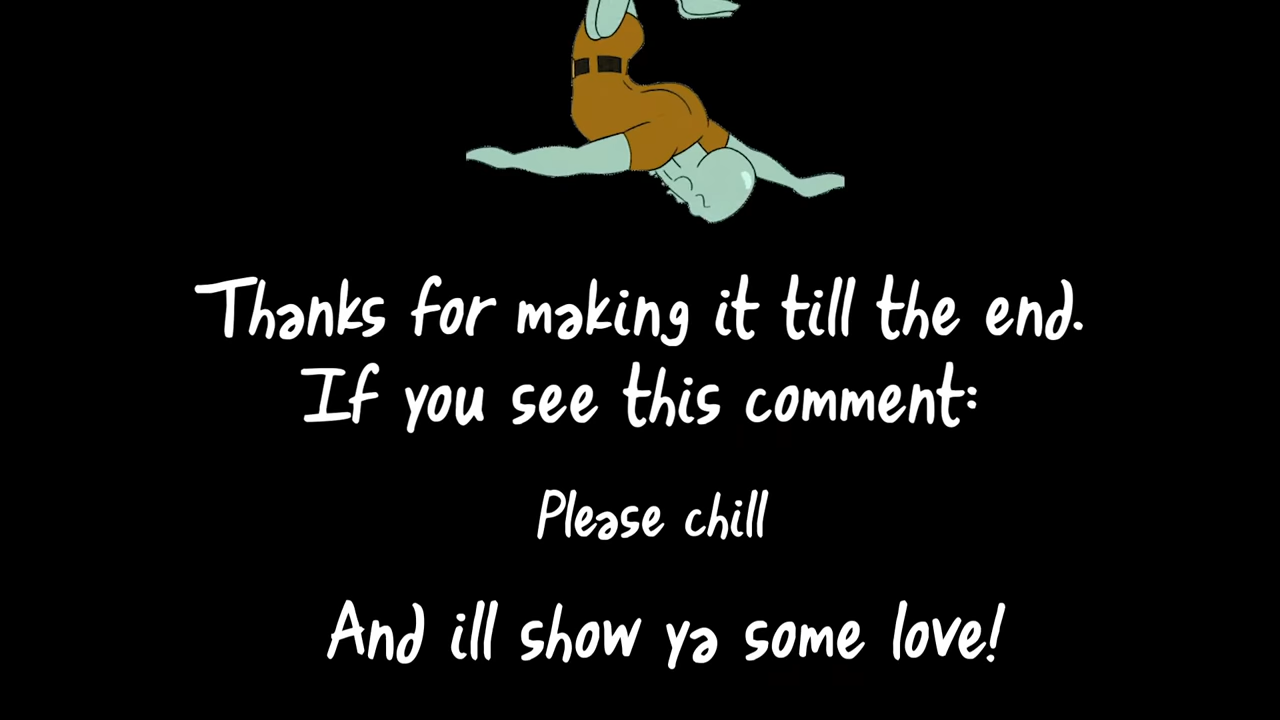 Thanks for making it till the end.
If you see this comment:
Please chill
And ill show ya some love!